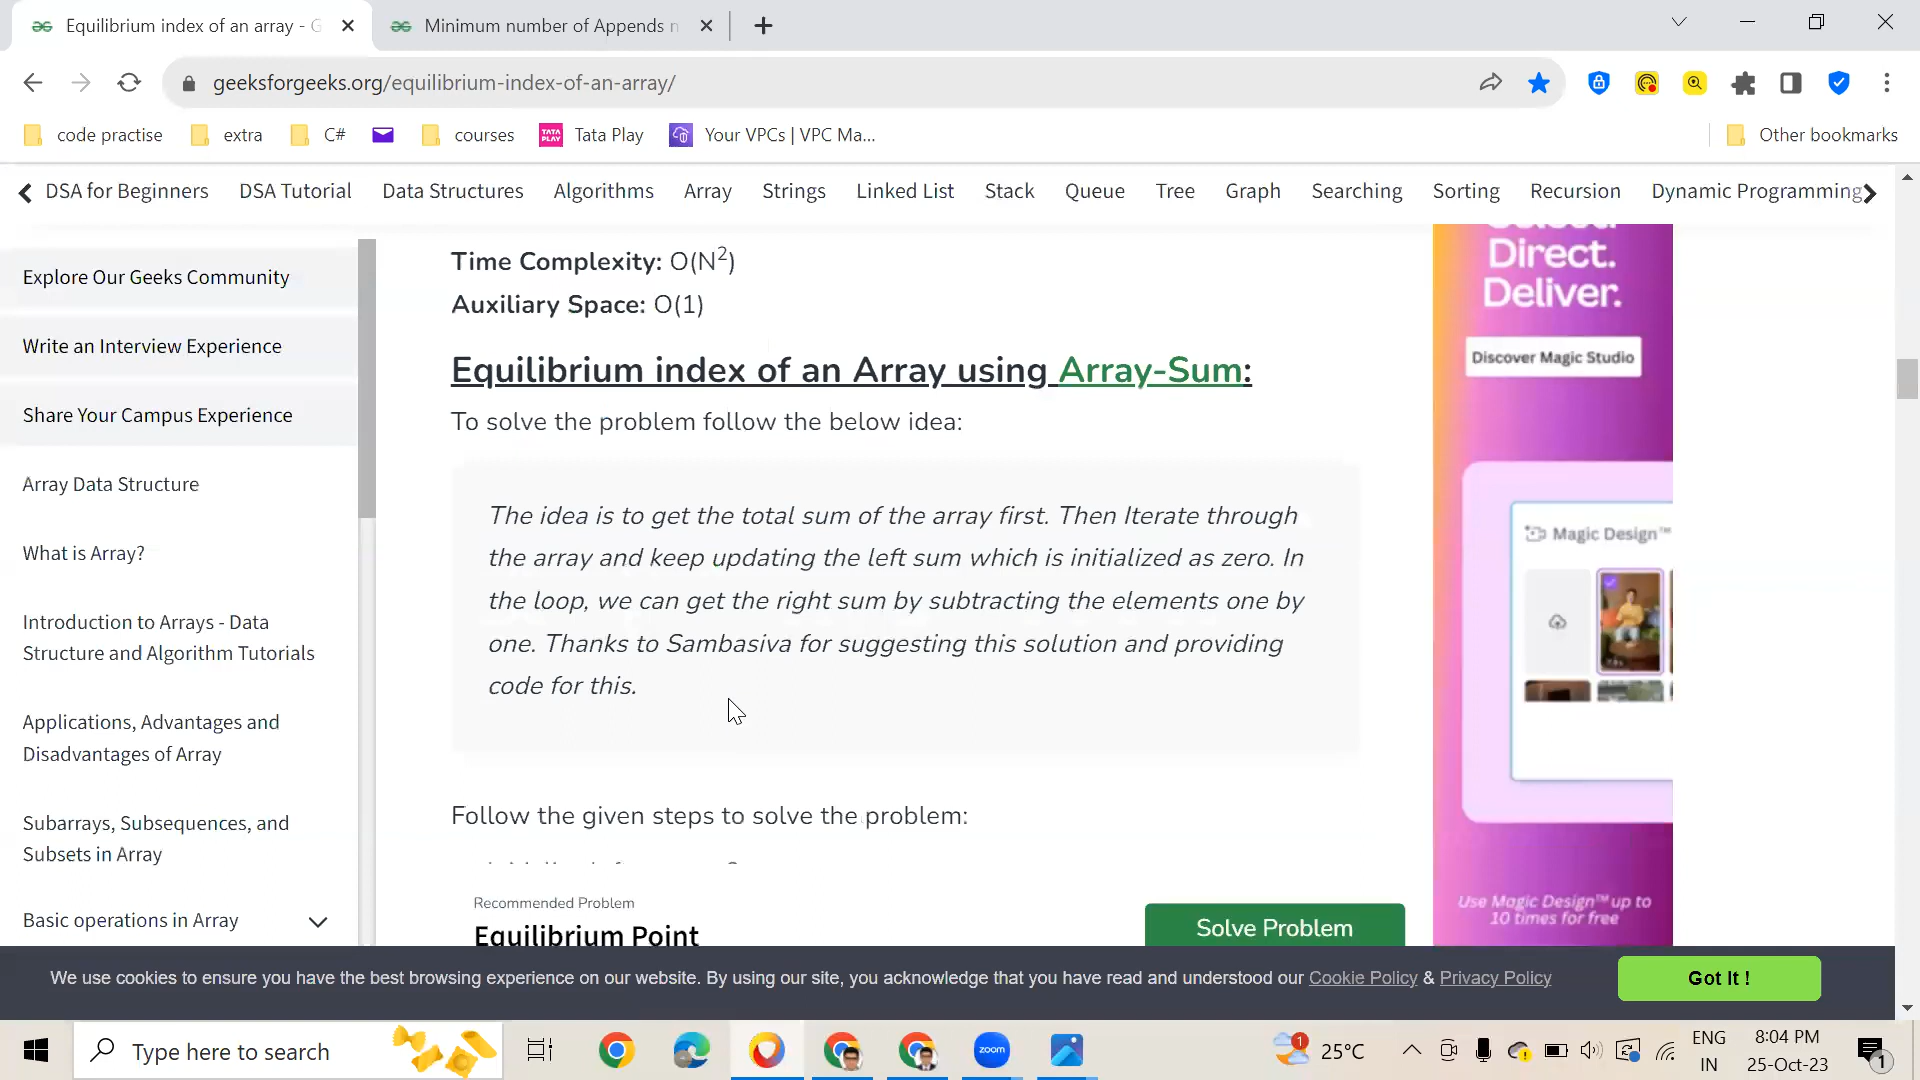 Equilibrium index of an array - G
Minimum number of Appends n
geeksforgeeks.org/equilibrium-index-of-an-array/
code practise
extra
C#
courses
TATA PLAY
Tata Play
Your VPCs | VPC Ma...
Other bookmarks
DSA for Beginners
DSA Tutorial
Data Structures
Algorithms
Array
Strings
Linked List
Stack
Queue
Tree
Graph
Searching
Sorting
Recursion
Dynamic Programming
Explore Our Geeks Community
Write an Interview Experience
Share Your Campus Experience
Array Data Structure
What is Array?
Introduction to Arrays - Data
Structure and Algorithm Tutorials
Applications, Advantages and
Disadvantages of Array
Subarrays, Subsequences, and
Subsets in Array
Basic operations in Array
Time Complexity: O(N²)
Auxiliary Space: O(1)
Equilibrium index of an Array using Array-Sum:
To solve the problem follow the below idea:
The idea is to get the total sum of the array first. Then Iterate through
the array and keep updating the left sum which is initialized as zero. In
the loop, we can get the right sum by subtracting the elements one by
one. Thanks to Sambasiva for suggesting this solution and providing
code for this.
Follow the given steps to solve the problem:
Recommended Problem
Equilibrium Point
Solve Problem
Direct.
Deliver.
Discover Magic Studio
Magic Design™
Use Magic Design™ up to
10 times for free
We use cookies to ensure you have the best browsing experience on our website. By using our site, you acknowledge that you have read and understood our Cookie Policy & Privacy Policy
Got It !
Type here to search
zoom
1
25°C
ENG
IN
8:04 PM
25-Oct-23
1